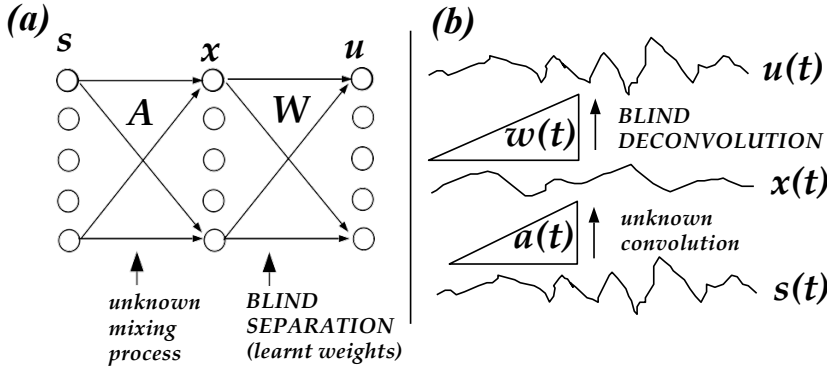 (a)
s
x
u
A
W
unknown
mixing
process
BLIND
SEPARATION
(learnt weights)
(b)
u(t)
w(t)
BLIND
DECONVOLUTION
x(t)
a(t)
unknown
convolution
s(t)